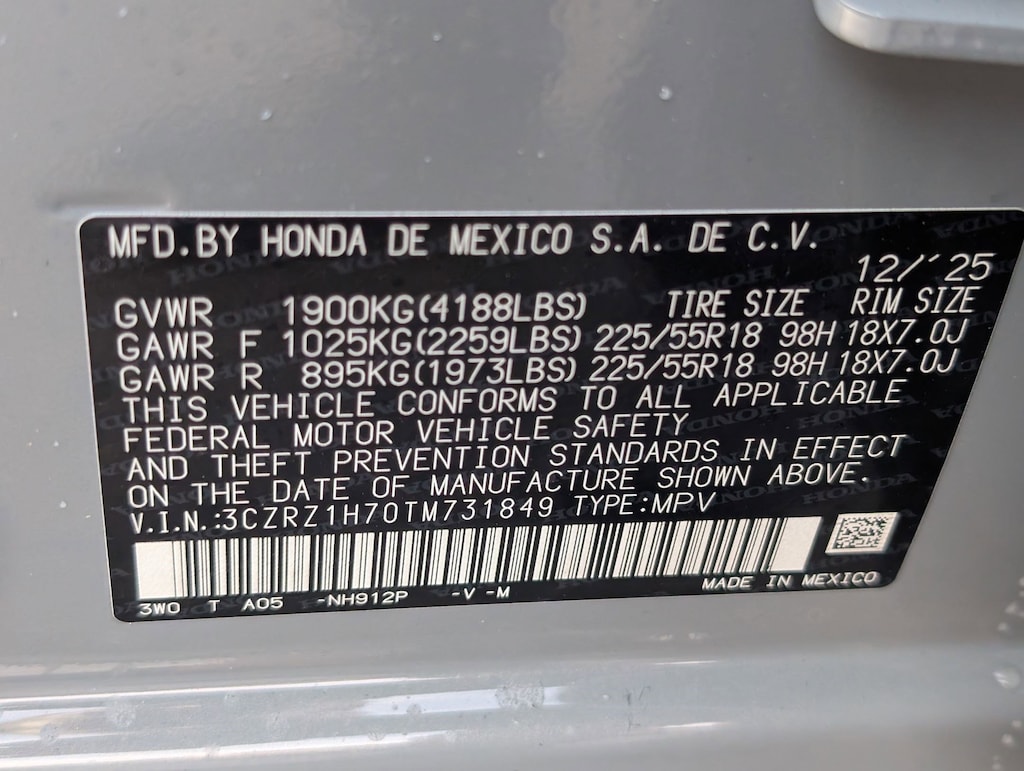 MFD.BY HONDA DE MEXICO S.A. DE C.V.
12/'25
GVWR 1900KG(4188LBS) TIRE SIZE RIM SIZE
GAWR F 1025KG(2259LBS) 225/55R18 98H 18X7.0J
GAWR R 895KG(1973LBS) 225/55R18 98H 18X7.0J
THIS VEHICLE CONFORMS TO ALL APPLICABLE
FEDERAL MOTOR VEHICLE SAFETY
AND THEFT PREVENTION STANDARDS IN EFFECT
ON THE DATE OF MANUFACTURE SHOWN ABOVE.
V.I.N.:3CZRZ1H70TM731849 TYPE:MPV
MADE IN MEXICO
3W0 T A05 -NH912P -V -M